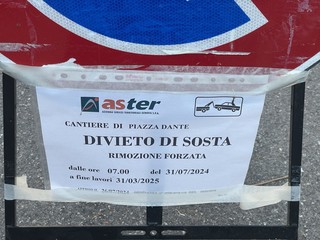 aster
CANTIERE DI PIAZZA DANTE
DIVIETO DI SOSTA
RIMOZIONE FORZATA
dalle ore 07.00 del 31/07/2024
a fine lavori 31/03/2025